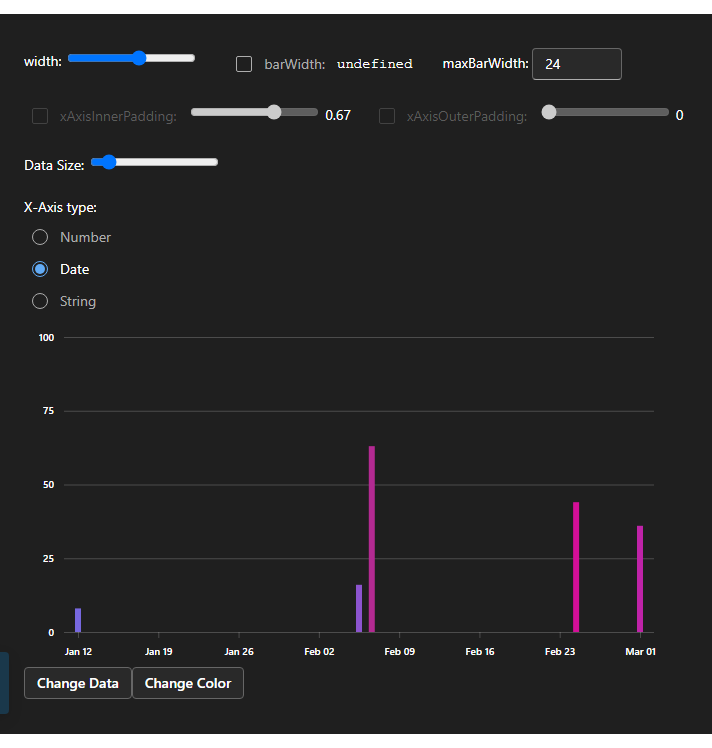 width: barWidth: undefined maxBarWidth: 24
xAxisInnerPadding: 0.67 xAxisOuterPadding: 0
Data Size:
X-Axis type:
Number
Date
String
100
75
50
25
0
Jan 12 Jan 19 Jan 26 Feb 02 Feb 09 Feb 16 Feb 23 Mar 01
Change Data Change Color